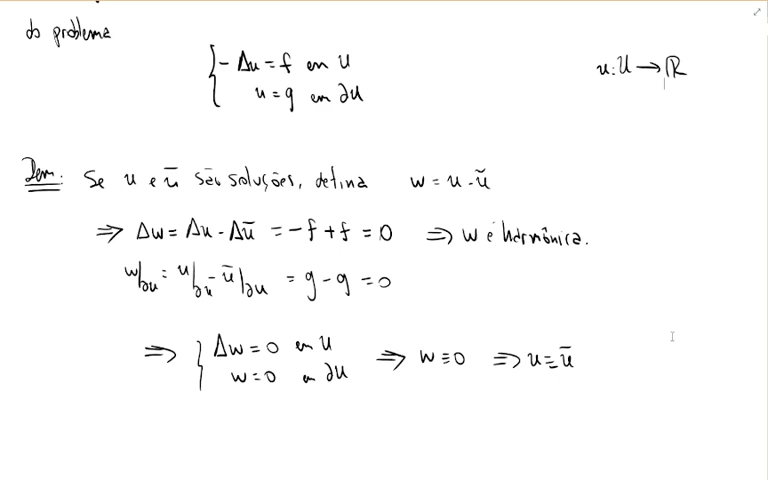 do problema
{ -Δu = f em U        u: U → ℝ
u = g em ∂U
Dem: Se u e ū são soluções, defina w = u - ũ
⇒ Δw = Δu - Δū = -f + f = 0 ⇒ w é harmônica.
w|∂U = u|∂U - ū|∂U = g - g = 0
⇒ { Δw = 0 em U ⇒ w ≡ 0 ⇒ u = ū
w = 0 em ∂U